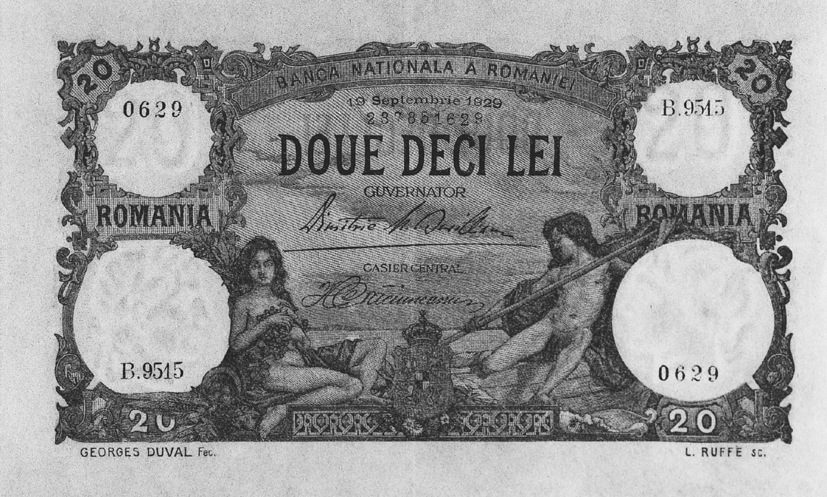 20
20
BANCA NATIONALA A ROMANIEI
0629
19 Septembrie 1929
B.9515
237851629
DOUE DECI LEI
GUVERNATOR
ROMANIA
ROMANIA
CASIER CENTRAL
B.9515
0629
20
20
GEORGES DUVAL Fec.
L. RUFFE sc.